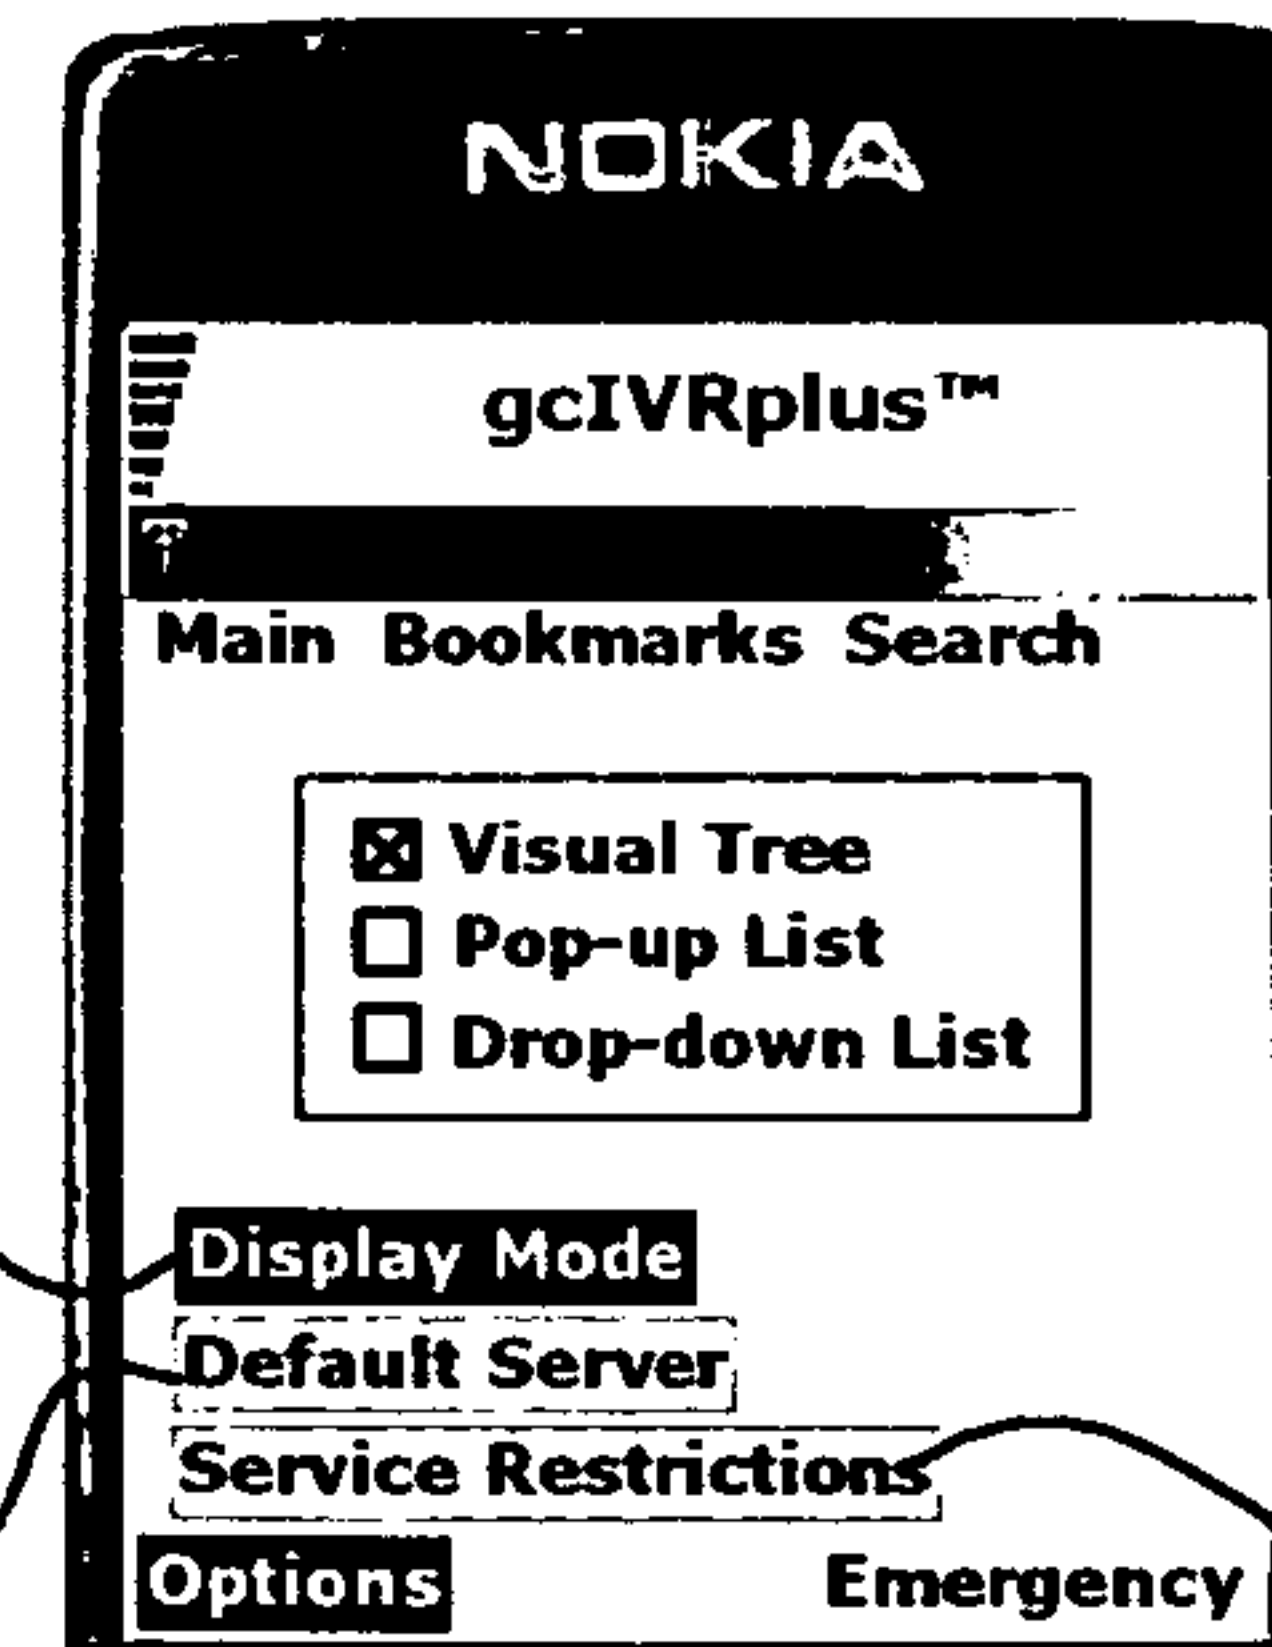 NOKIA
gcIVRplus™
Main Bookmarks Search
Visual Tree
Pop-up List
Drop-down List
Display Mode
Default Server
Service Restrictions
Options Emergency